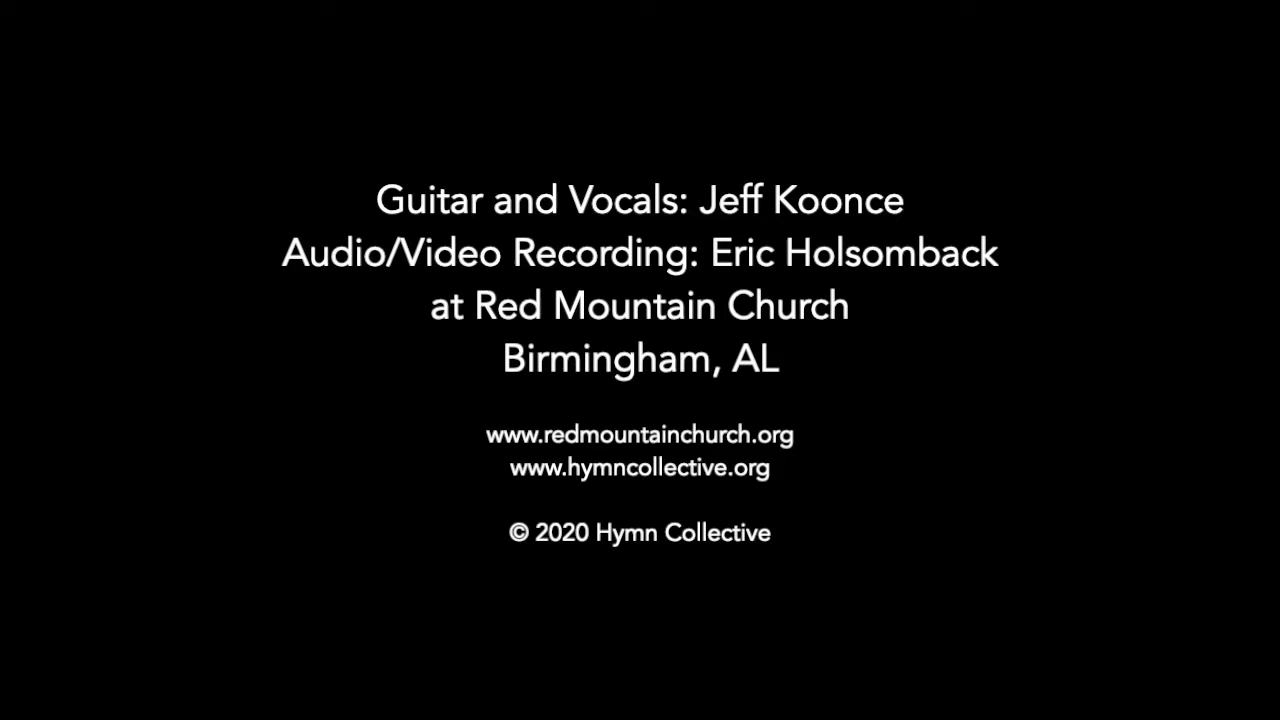 Guitar and Vocals: Jeff Koonce
Audio/Video Recording: Eric Holsomback
at Red Mountain Church
Birmingham, AL
www.redmountainchurch.org
www.hymncollective.org
© 2020 Hymn Collective